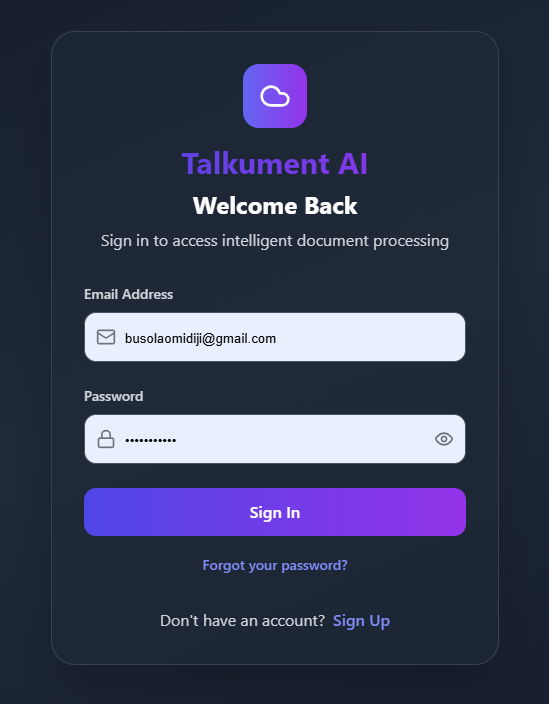 Talkument AI
Welcome Back
Sign in to access intelligent document processing
Email Address
busolaomidiji@gmail.com
Password
•••••••••••
Sign In
Forgot your password?
Don't have an account? Sign Up